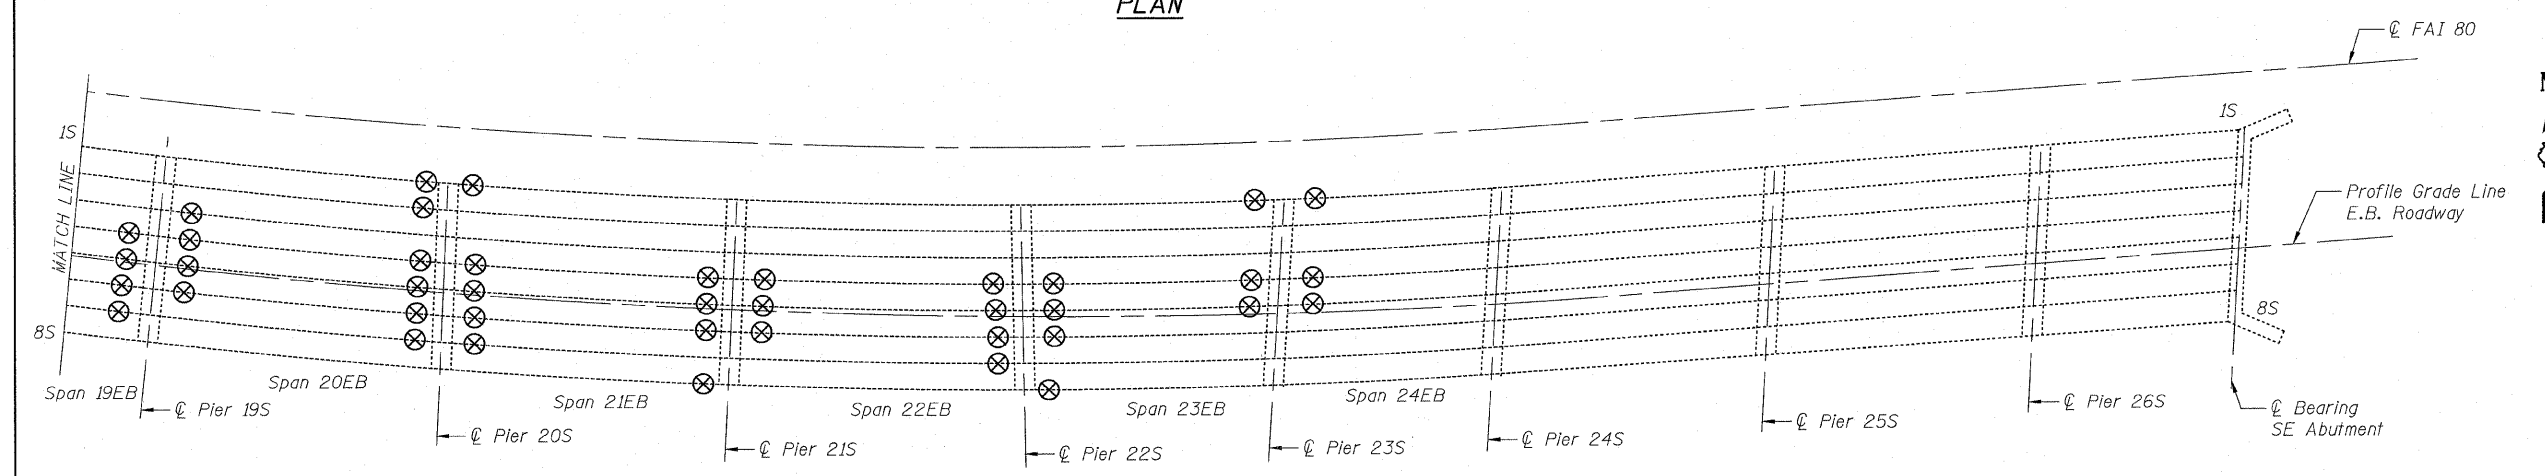 PLAN
℄ FAI 80
1S
1S
MATCH LINE
Profile Grade Line
E.B. Roadway
8S
8S
Span 19EB
Span 20EB
Span 21EB
Span 22EB
Span 23EB
Span 24EB
℄ Pier 19S
℄ Pier 20S
℄ Pier 21S
℄ Pier 22S
℄ Pier 23S
℄ Pier 24S
℄ Pier 25S
℄ Pier 26S
℄ Bearing
SE Abutment